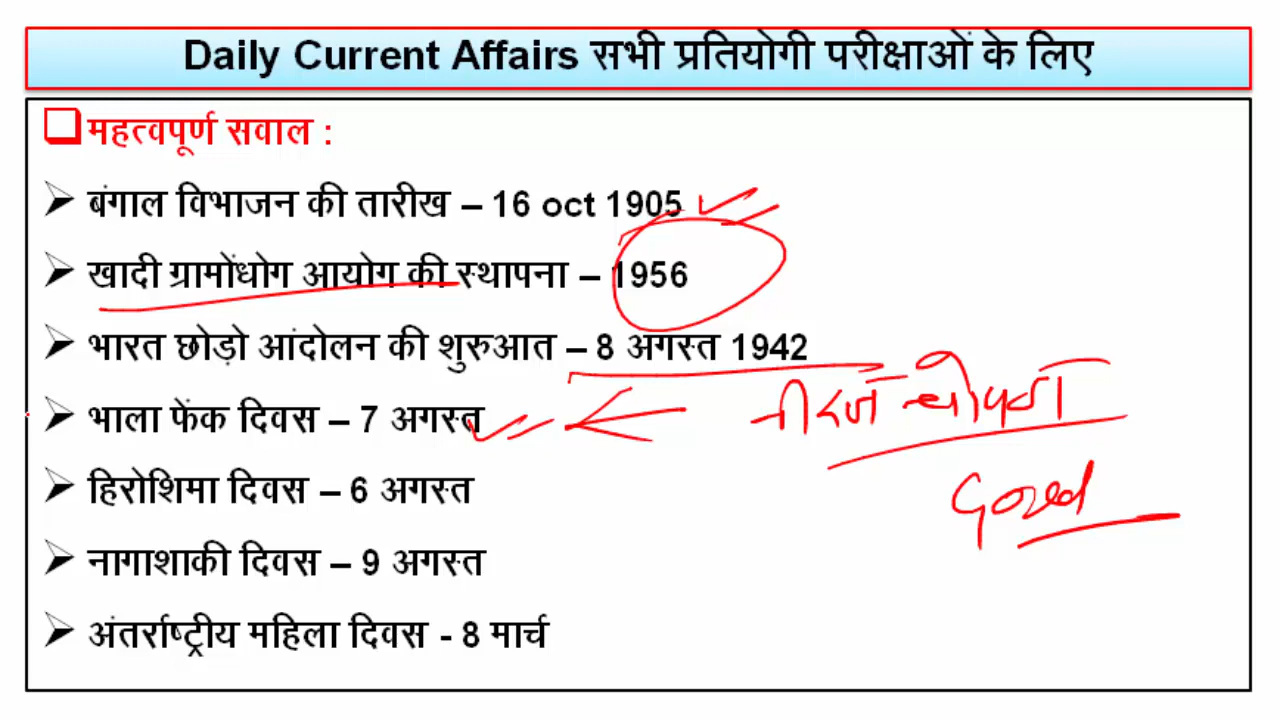 Daily Current Affairs सभी प्रतियोगी परीक्षाओं के लिए
महत्वपूर्ण सवाल :
बंगाल विभाजन की तारीख – 16 oct 1905
खादी ग्रामोंधोग आयोग की स्थापना – 1956
भारत छोड़ो आंदोलन की शुरुआत – 8 अगस्त 1942
भाला फेंक दिवस – 7 अगस्त
नीरज चोपड़ा
हिरोशिमा दिवस – 6 अगस्त
नागाशाकी दिवस – 9 अगस्त
अंतर्राष्ट्रीय महिला दिवस - 8 मार्च